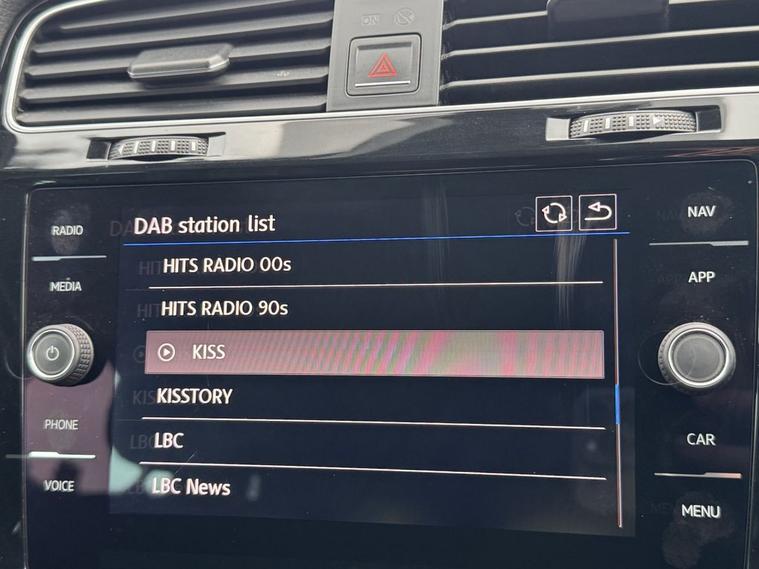 ON
RADIO
MEDIA
PHONE
VOICE
DAB station list
HITS RADIO 00s
HITS RADIO 90s
KISS
KISSTORY
LBC
LBC News
NAV
APP
CAR
MENU